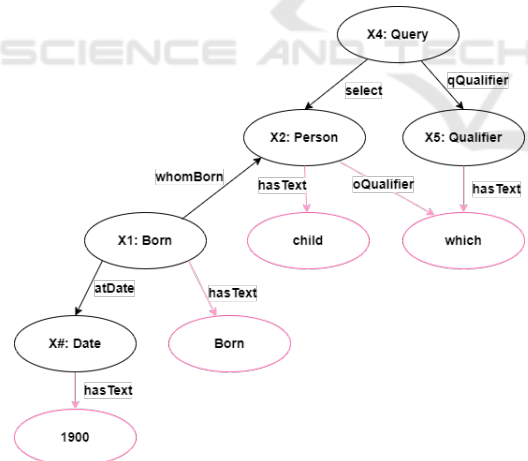 X4: Query
SCIENCE AND TECH
qQualifier
select
X2: Person
X5: Qualifier
whomBorn
hasText
oQualifier
hasText
X1: Born
child
which
atDate
hasText
X#: Date
Born
hasText
1900